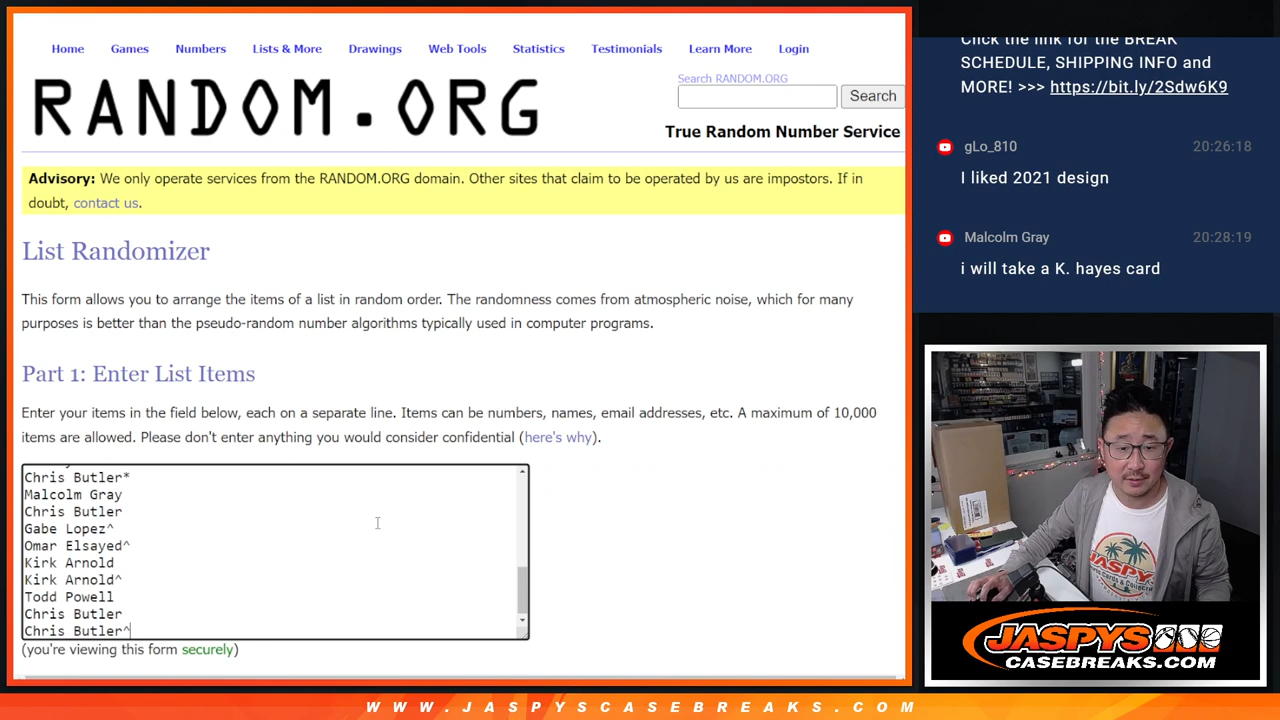 Home Games Numbers Lists & More Drawings Web Tools Statistics Testimonials Learn More Login
RANDOM.ORG
Search RANDOM.ORG
Search
True Random Number Service
Advisory: We only operate services from the RANDOM.ORG domain. Other sites that claim to be operated by us are impostors. If in
doubt, contact us.
List Randomizer
This form allows you to arrange the items of a list in random order. The randomness comes from atmospheric noise, which for many
purposes is better than the pseudo-random number algorithms typically used in computer programs.
Part 1: Enter List Items
Enter your items in the field below, each on a separate line. Items can be numbers, names, email addresses, etc. A maximum of 10,000
items are allowed. Please don't enter anything you would consider confidential (here's why).
Chris Butler*
Malcolm Gray
Chris Butler
Gabe Lopez^
Omar Elsayed^
Kirk Arnold
Kirk Arnold^
Todd Powell
Chris Butler
Chris Butler^
(you're viewing this form securely)
Click the link for the BREAK
SCHEDULE, SHIPPING INFO and
MORE! >>> https://bit.ly/2Sdw6K9
gLo_810 20:26:18
I liked 2021 design
Malcolm Gray 20:28:19
i will take a K. hayes card
JASPY'S
JASPY'S
CASEBREAKS.COM
WWW.JASPYSCASEBREAKS.COM